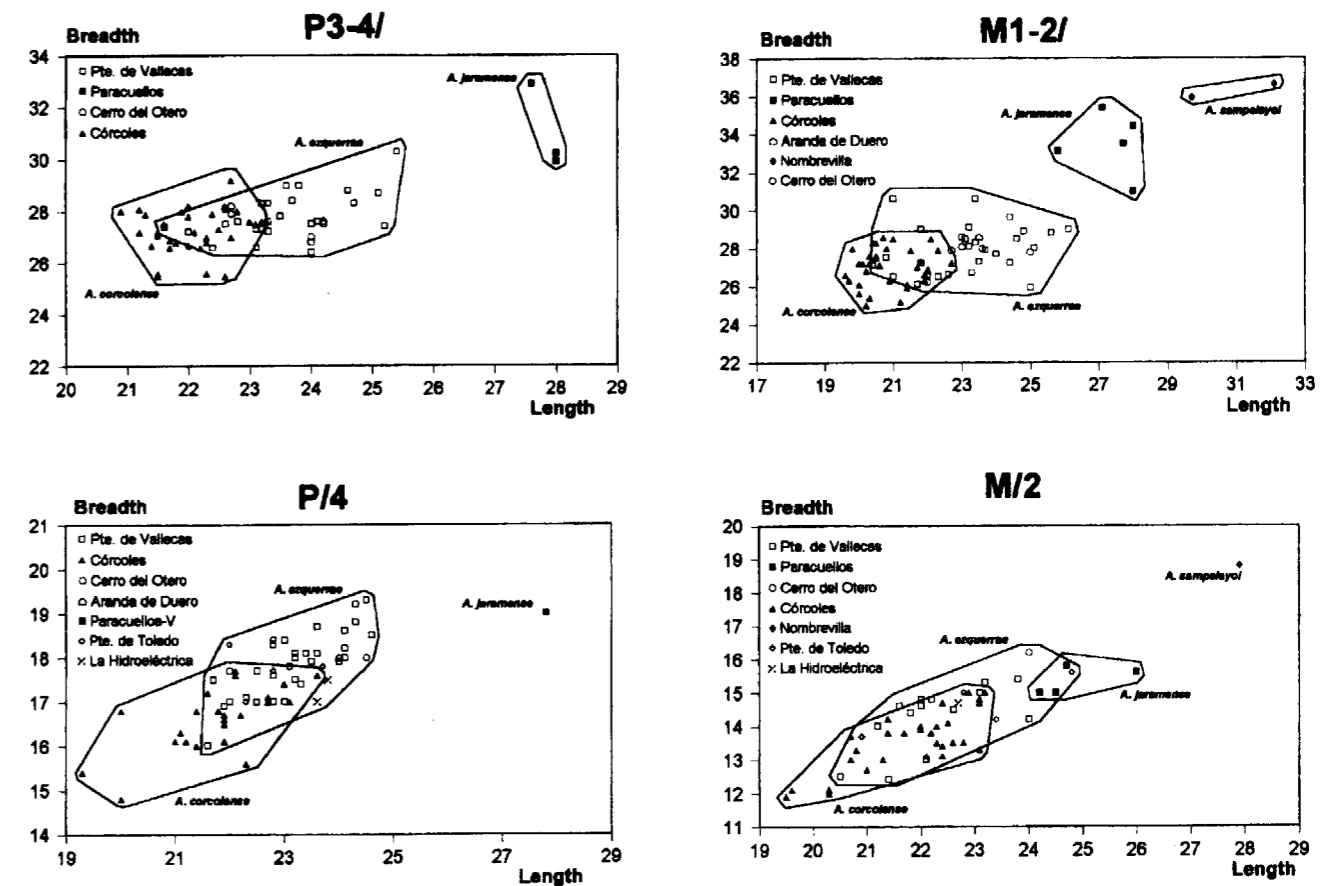 P3-4/
Breadth
34
32
30
28
26
24
22
□ Pte. de Vallecas
■ Paracuellos
○ Cerro del Otero
▲ Córcoles
A. jaramense
A. ezquerrae
A. corcolense
20 21 22 23 24 25 26 27 28 29
Length
M1-2/
Breadth
38
36
34
32
30
28
26
24
22
□ Pte. de Vallecas
■ Paracuellos
▲ Córcoles
Aranda de Duero
◆ Nombrevilla
○ Cerro del Otero
A. jaramense
A. sampelayoi
A. corcolense
A. ezquerrae
17 19 21 23 25 27 29 31 33
Length
P/4
Breadth
21
20
19
18
17
16
15
14
□ Pte. de Vallecas
▲ Córcoles
○ Cerro del Otero
Aranda de Duero
■ Paracuellos-V
◇ Pte. de Toledo
× La Hidroeléctrica
A. ezquerrae
A. jaramense
A. corcolense
19 21 23 25 27 29
Length
M/2
Breadth
20
19
18
17
16
15
14
13
12
11
□ Pte. de Vallecas
■ Paracuellos
○ Cerro del Otero
▲ Córcoles
◆ Nombrevilla
◇ Pte. de Toledo
× La Hidroeléctrica
A. sampelayoi
A. ezquerrae
A. jaramense
A. corcolense
19 20 21 22 23 24 25 26 27 28 29
Length